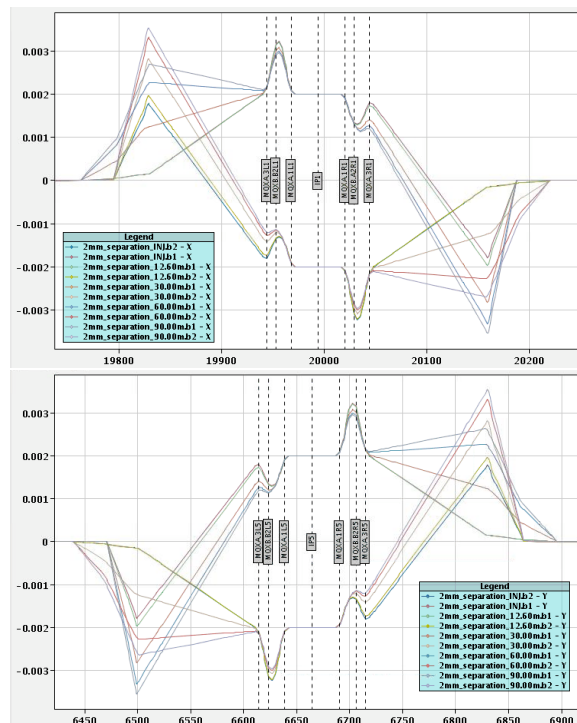 0.003
0.002
0.001
0
-0.001
-0.002
-0.003
MQXA.3L1
MQXB.B2L1
MQXA.1L1
IP1
MQXA.1R1
MQXB.A2R1
MQXA.3R1
Legend
2mm_separation_INJ.b2 - X
2mm_separation_INJ.b1 - X
2mm_separation_12.60m.b1 - X
2mm_separation_12.60m.b2 - X
2mm_separation_30.00m.b1 - X
2mm_separation_30.00m.b2 - X
2mm_separation_60.00m.b1 - X
2mm_separation_60.00m.b2 - X
2mm_separation_90.00m.b1 - X
2mm_separation_90.00m.b2 - X
19800 19900 20000 20100 20200
0.003
0.002
0.001
0
-0.001
-0.002
-0.003
MQXA.3L5
MQXB.B2L5
MQXA.1L5
IP5
MQXA.1R5
MQXB.B2R5
MQXA.3R5
Legend
2mm_separation_INJ.b2 - Y
2mm_separation_INJ.b1 - Y
2mm_separation_12.60m.b1 - Y
2mm_separation_12.60m.b2 - Y
2mm_separation_30.00m.b1 - Y
2mm_separation_30.00m.b2 - Y
2mm_separation_60.00m.b1 - Y
2mm_separation_60.00m.b2 - Y
2mm_separation_90.00m.b1 - Y
2mm_separation_90.00m.b2 - Y
6450 6500 6550 6600 6650 6700 6750 6800 6850 6900